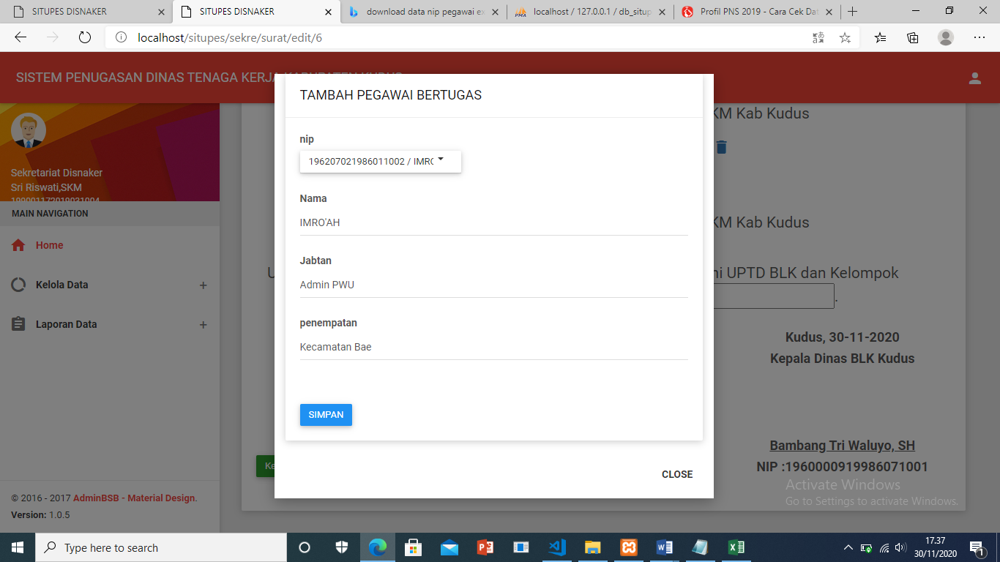 SITUPES DISNAKER
SITUPES DISNAKER
download data nip pegawai ex
localhost / 127.0.0.1 / db_situp
Profil PNS 2019 - Cara Cek Dat
localhost/situpes/sekre/surat/edit/6
SISTEM PENUGASAN DINAS TENAGA KERJA KABUPATEN KUDUS
Sekretariat Disnaker
Sri Riswati,SKM
199001172019031004
MAIN NAVIGATION
Home
Kelola Data
Laporan Data
© 2016 - 2017 AdminBSB - Material Design.
Version: 1.0.5
TAMBAH PEGAWAI BERTUGAS
nip
196207021986011002 / IMRO
Nama
IMRO'AH
Jabtan
Admin PWU
penempatan
Kecamatan Bae
SIMPAN
CLOSE
KM Kab Kudus
KM Kab Kudus
U
ni UPTD BLK dan Kelompok
.
Kudus, 30-11-2020
Kepala Dinas BLK Kudus
Bambang Tri Waluyo, SH
NIP :1960000919986071001
Ke
Activate Windows
Go to Settings to activate Windows.
Type here to search
17.37
30/11/2020
1